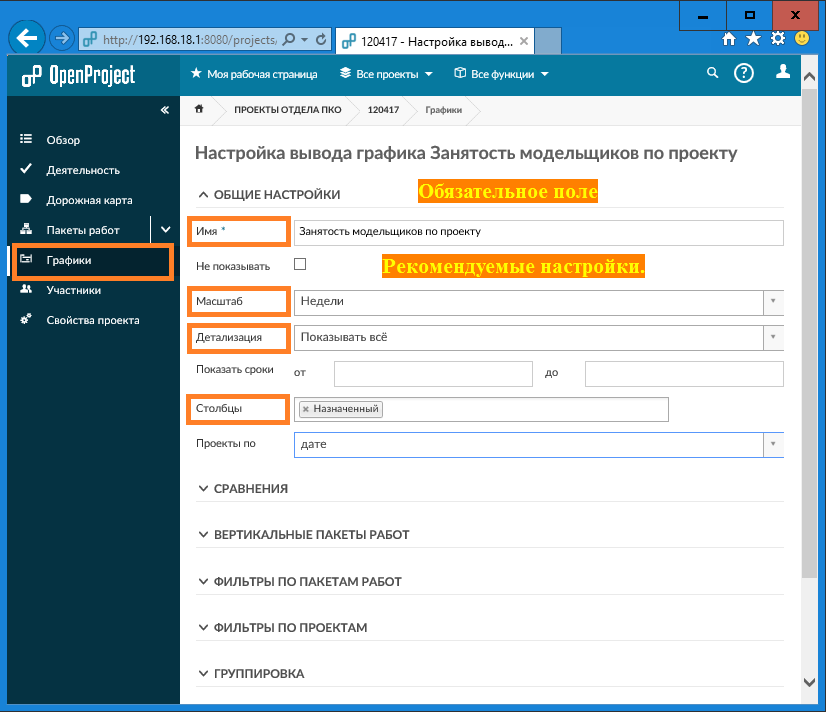 http://192.168.18.1:8080/projects,
120417 - Настройка вывод...
OpenProject
Моя рабочая страница
Все проекты
Все функции
ПРОЕКТЫ ОТДЕЛА ПКО
120417
Графики
Обзор
Деятельность
Дорожная карта
Пакеты работ
Графики
Участники
Свойства проекта
Настройка вывода графика Занятость модельщиков по проекту
ОБЩИЕ НАСТРОЙКИ
Обязательное поле
Имя *
Занятость модельщиков по проекту
Не показывать
Рекомендуемые настройки.
Масштаб
Недели
Детализация
Показывать всё
Показать сроки
от
до
Столбцы
× Назначенный
Проекты по
дате
СРАВНЕНИЯ
ВЕРТИКАЛЬНЫЕ ПАКЕТЫ РАБОТ
ФИЛЬТРЫ ПО ПАКЕТАМ РАБОТ
ФИЛЬТРЫ ПО ПРОЕКТАМ
ГРУППИРОВКА